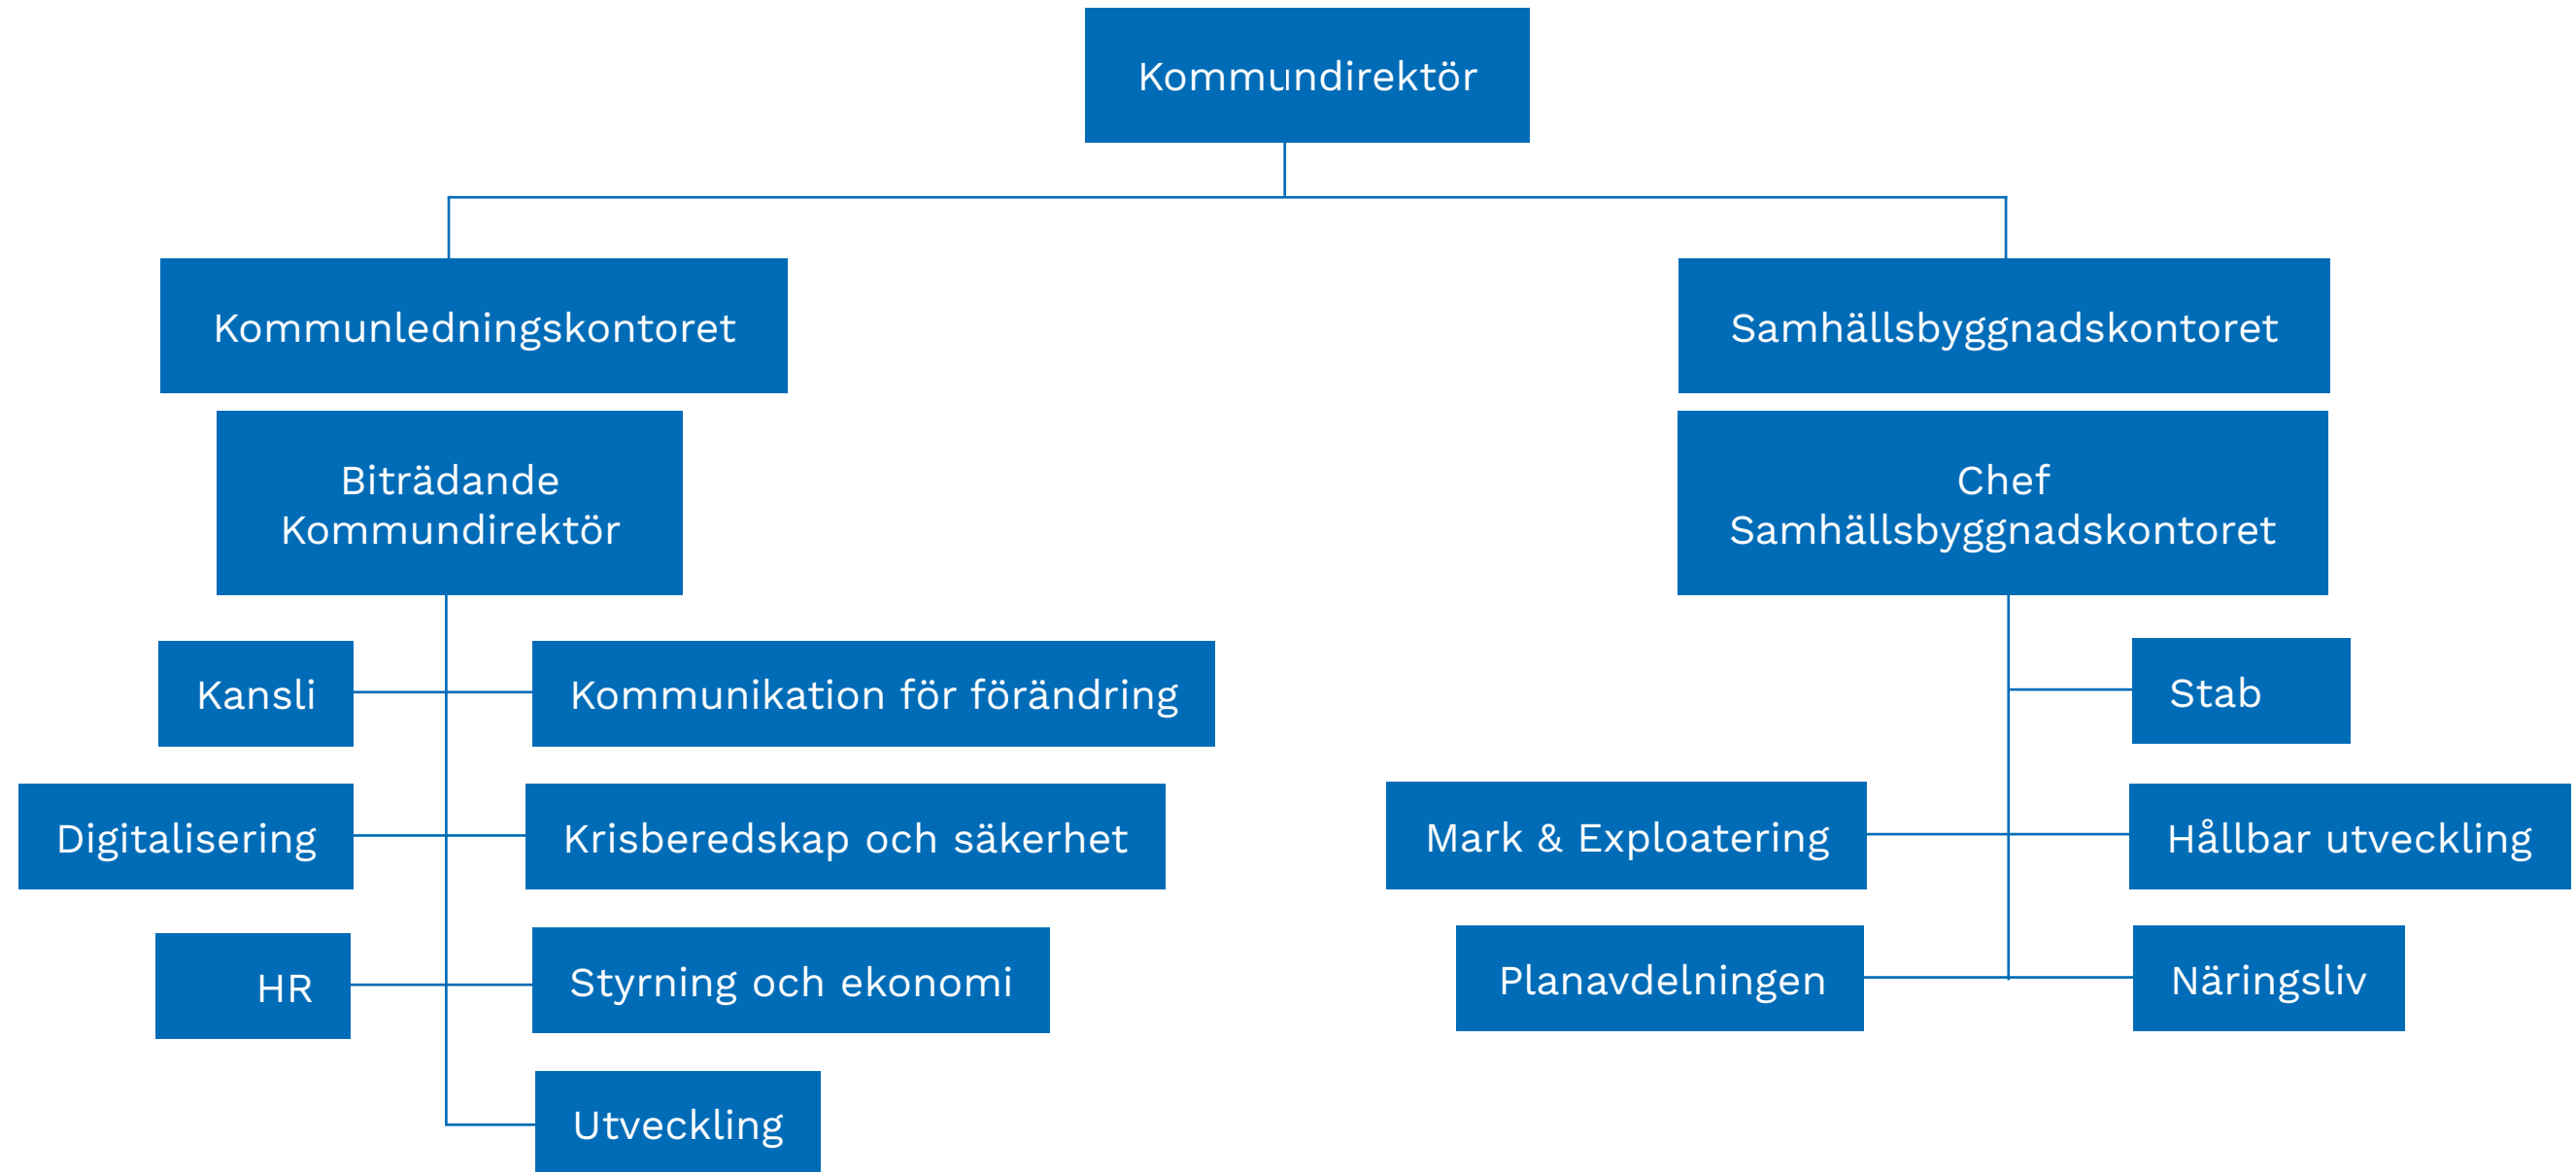 Kommundirektör
Kommunledningskontoret
Samhällsbyggnadskontoret
Biträdande
Kommundirektör
Chef
Samhällsbyggnadskontoret
Kansli
Kommunikation för förändring
Stab
Digitalisering
Krisberedskap och säkerhet
Mark & Exploatering
Hållbar utveckling
HR
Styrning och ekonomi
Planavdelningen
Näringsliv
Utveckling